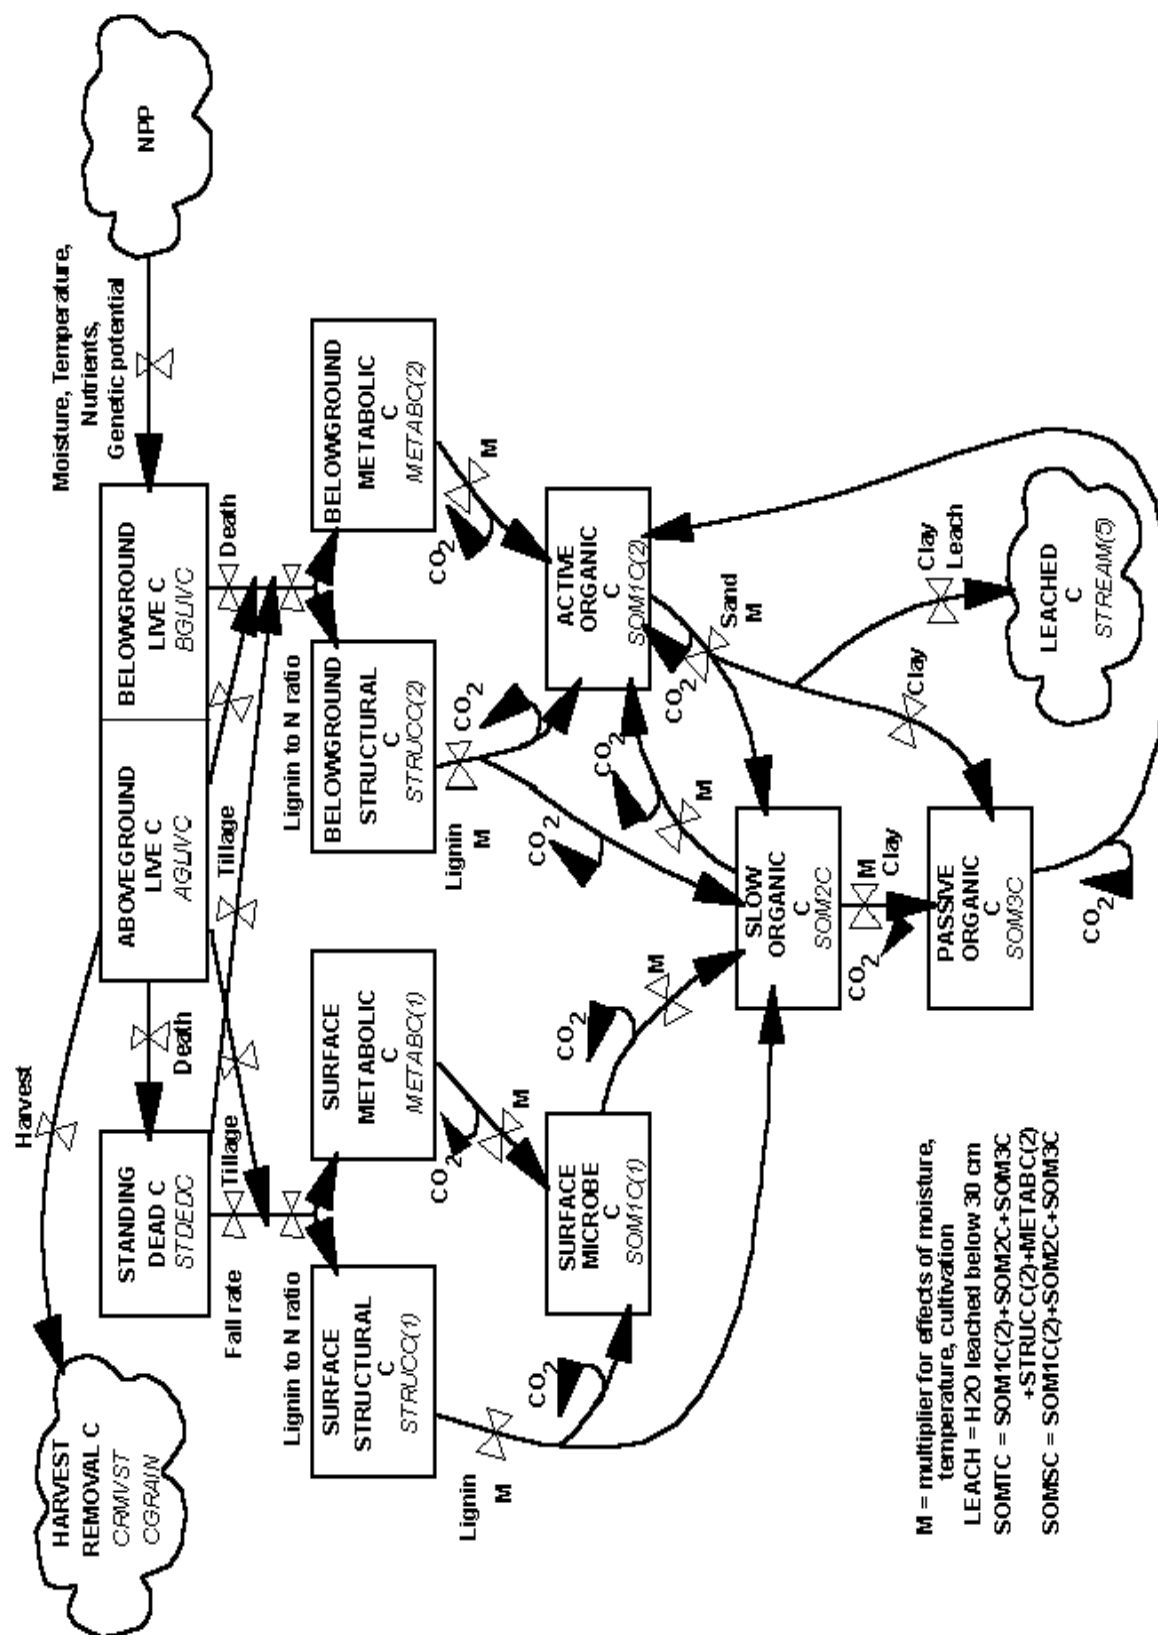 HARVEST
REMOVAL C
CRMVST
CGRAIN
Harvest
STANDING
DEAD C
STDEDC
Death
ABOVEGROUND
LIVE C
AGLIVC
BELOWGROUND
LIVE C
BGLIVC
Moisture, Temperature,
Nutrients,
Genetic potential
NPP
Fall rate
Tillage
Tillage
Death
Lignin to N ratio
Lignin to N ratio
SURFACE
STRUCTURAL
C
STRUCC(1)
SURFACE
METABOLIC
C
METABC(1)
BELOWGROUND
STRUCTURAL
C
STRUCC(2)
BELOWGROUND
METABOLIC
C
METABC(2)
Lignin
M
CO2
M
Lignin
M
CO2
CO2
M
CO2
SURFACE
MICROBE
C
SOM1C(1)
ACTIVE
ORGANIC
C
SOM1C(2)
CO2
M
CO2
CO2
M
CO2
Sand
M
SLOW
ORGANIC
C
SOM2C
CO2
M
Clay
Clay
Clay
Leach
PASSIVE
ORGANIC
C
SOM3C
LEACHED
C
STREAM(5)
CO2
M = multiplier for effects of moisture,
temperature, cultivation
LEACH = H2O leached below 30 cm
SOMTC = SOM1C(2)+SOM2C+SOM3C
+STRUCC(2)+METABC(2)
SOMSC = SOM1C(2)+SOM2C+SOM3C